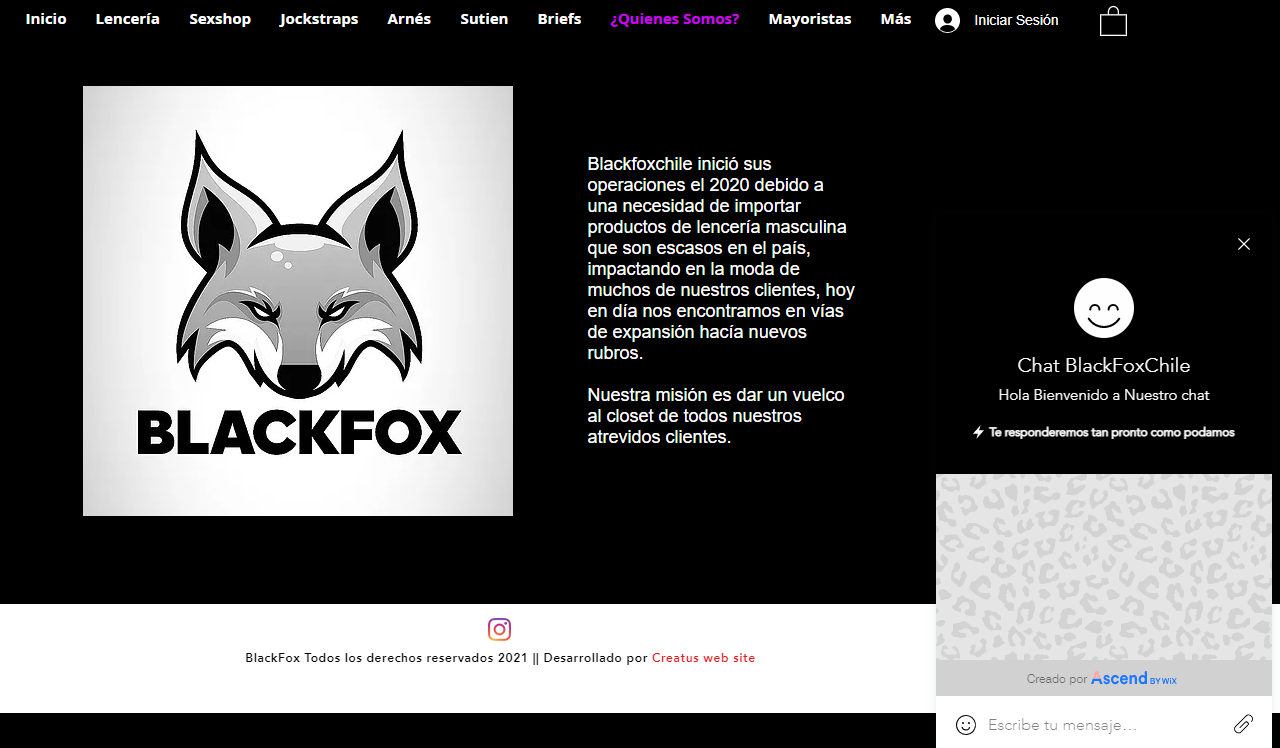 Inicio Lencería Sexshop Jockstraps Arnés Sutien Briefs ¿Quienes Somos? Mayoristas Más Iniciar Sesión
BLACKFOX
Blackfoxchile inició sus
operaciones el 2020 debido a
una necesidad de importar
productos de lencería masculina
que son escasos en el país,
impactando en la moda de
muchos de nuestros clientes, hoy
en día nos encontramos en vías
de expansión hacía nuevos
rubros.
Nuestra misión es dar un vuelco
al closet de todos nuestros
atrevidos clientes.
Chat BlackFoxChile
Hola Bienvenido a Nuestro chat
Te responderemos tan pronto como podamos
Creado por Ascend BY WIX
Escribe tu mensaje...
BlackFox Todos los derechos reservados 2021 || Desarrollado por Creatus web site